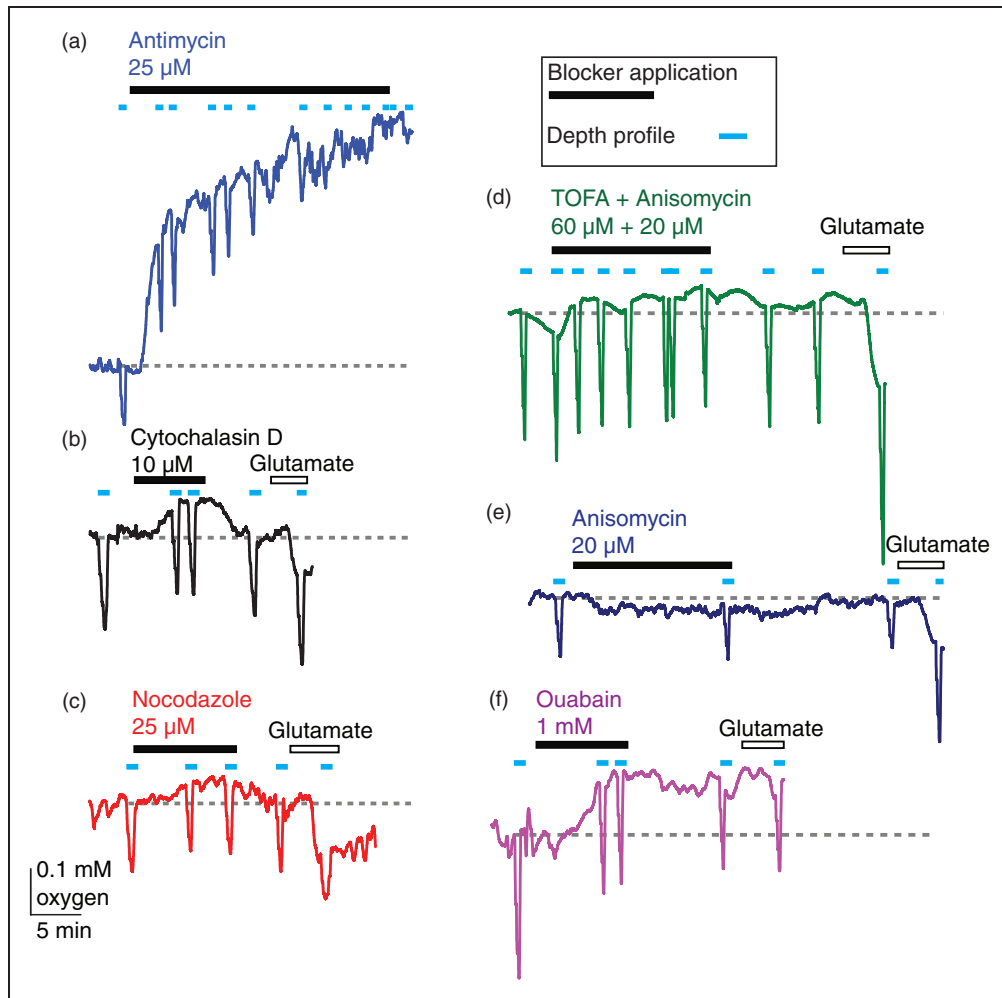 (a)
Antimycin
25 µM
Blocker application
Depth profile
(d)
TOFA + Anisomycin
60 µM + 20 µM
Glutamate
(b)
Cytochalasin D
10 µM
Glutamate
(e)
Anisomycin
20 µM
Glutamate
(c)
Nocodazole
25 µM
Glutamate
(f)
Ouabain
1 mM
Glutamate
0.1 mM
oxygen
5 min